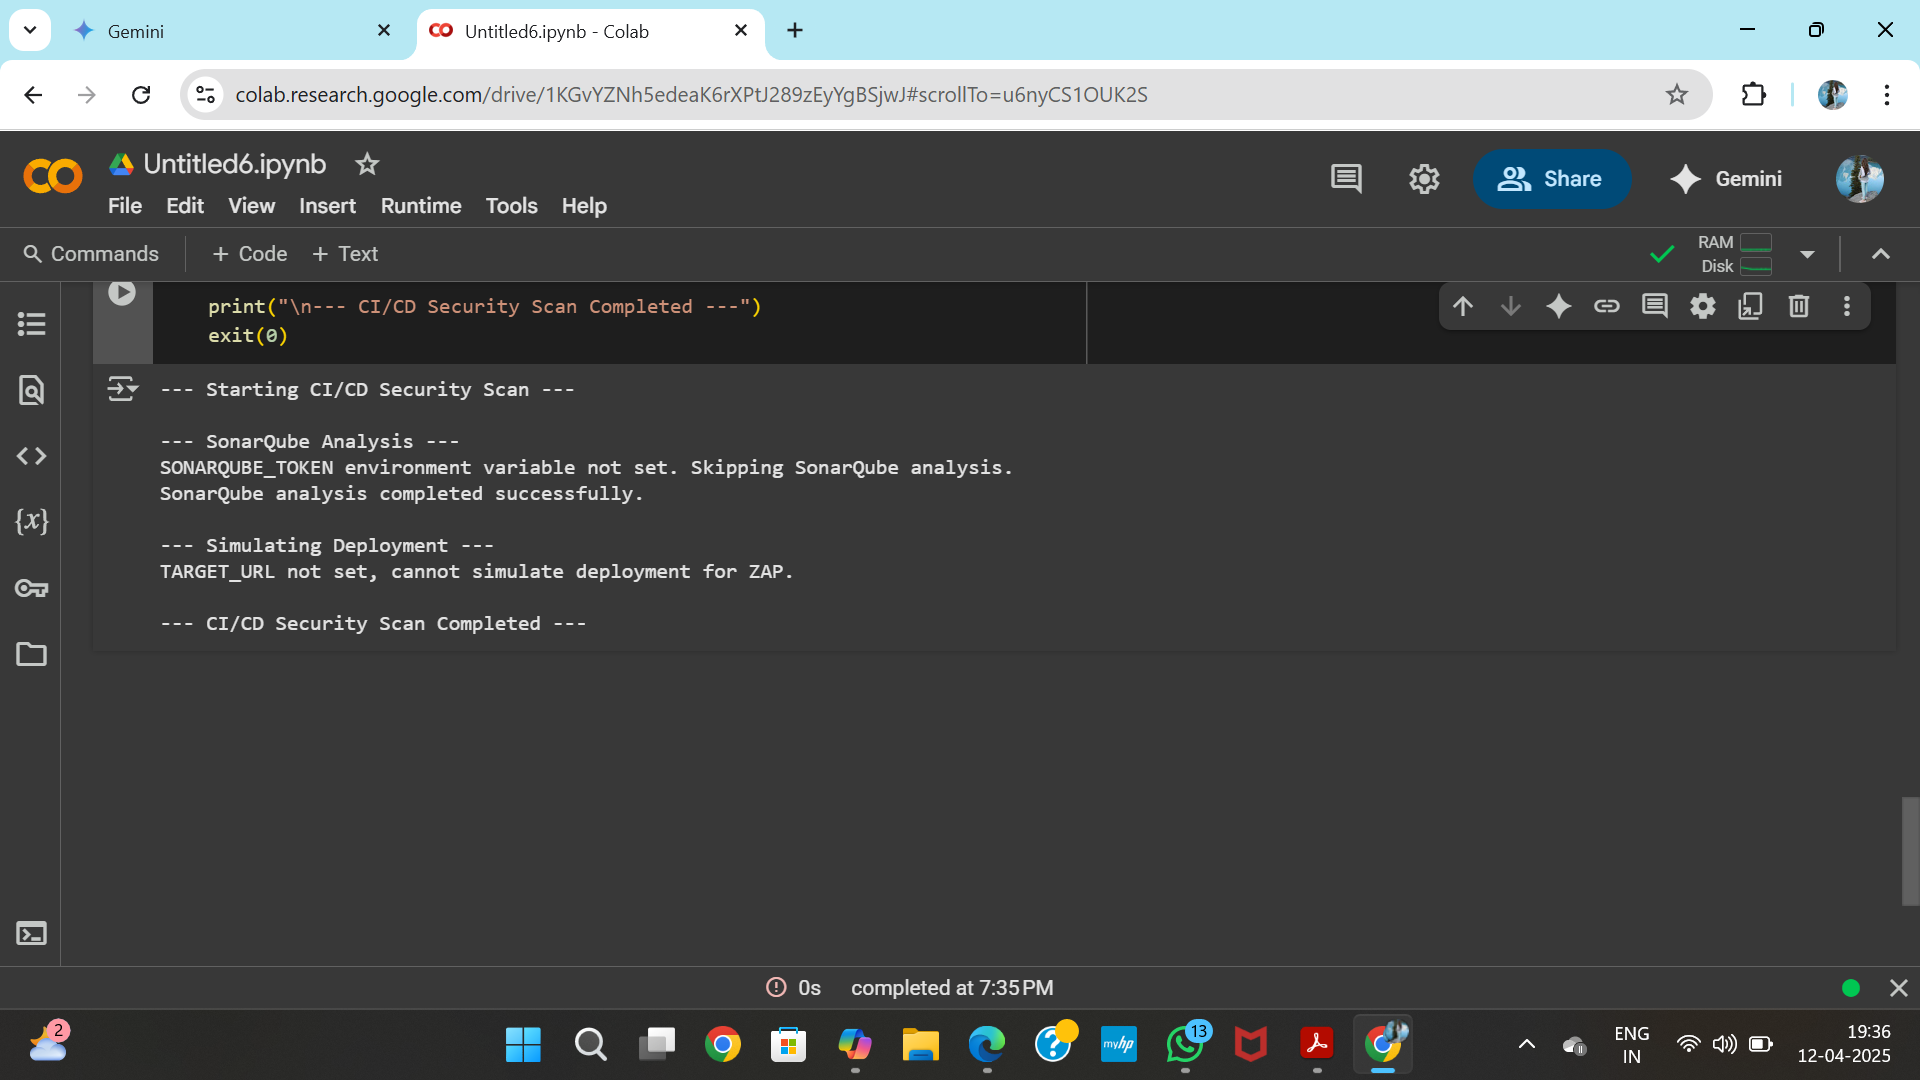 Gemini
Untitled6.ipynb - Colab
colab.research.google.com/drive/1KGvYZNh5edeaK6rXPtJ289zEyYgBSjwJ#scrollTo=u6nyCS1OUK2S
CO
Untitled6.ipynb
File Edit View Insert Runtime Tools Help
Share
Gemini
Commands
+ Code + Text
RAM
Disk
print("\n--- CI/CD Security Scan Completed ---")
exit(0)
--- Starting CI/CD Security Scan ---
--- SonarQube Analysis ---
SONARQUBE_TOKEN environment variable not set. Skipping SonarQube analysis.
SonarQube analysis completed successfully.
--- Simulating Deployment ---
TARGET_URL not set, cannot simulate deployment for ZAP.
--- CI/CD Security Scan Completed ---
{x}
0s completed at 7:35 PM
2
myhp
13
ENG
IN
19:36
12-04-2025